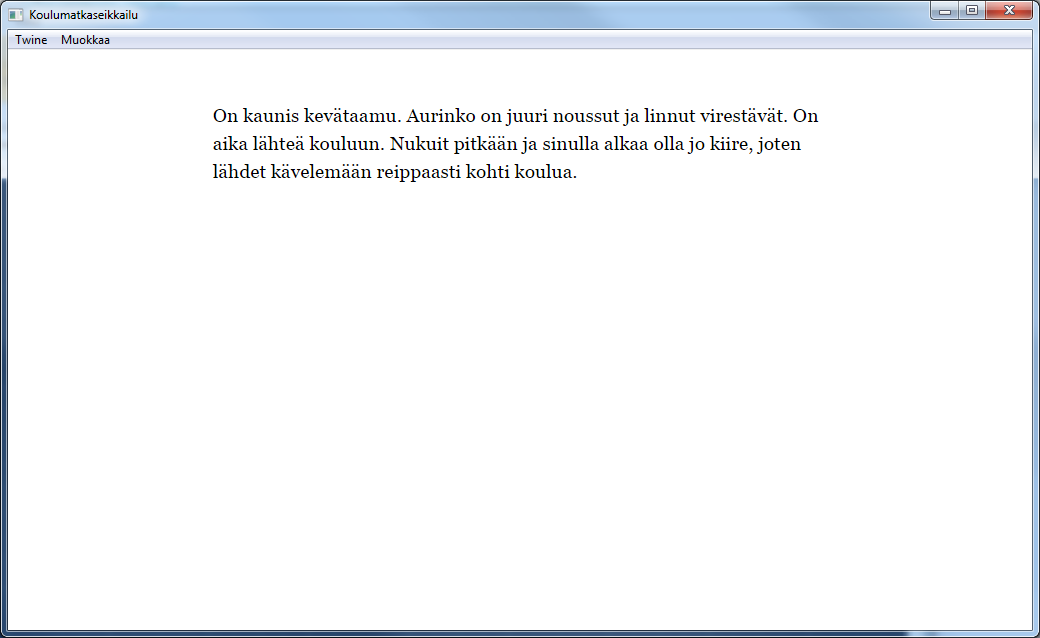 Koulumatkaseikkailu
Twine Muokkaa
On kaunis kevätaamu. Aurinko on juuri noussut ja linnut virestävät. On
aika lähteä kouluun. Nukuit pitkään ja sinulla alkaa olla jo kiire, joten
lähdet kävelemään reippaasti kohti koulua.